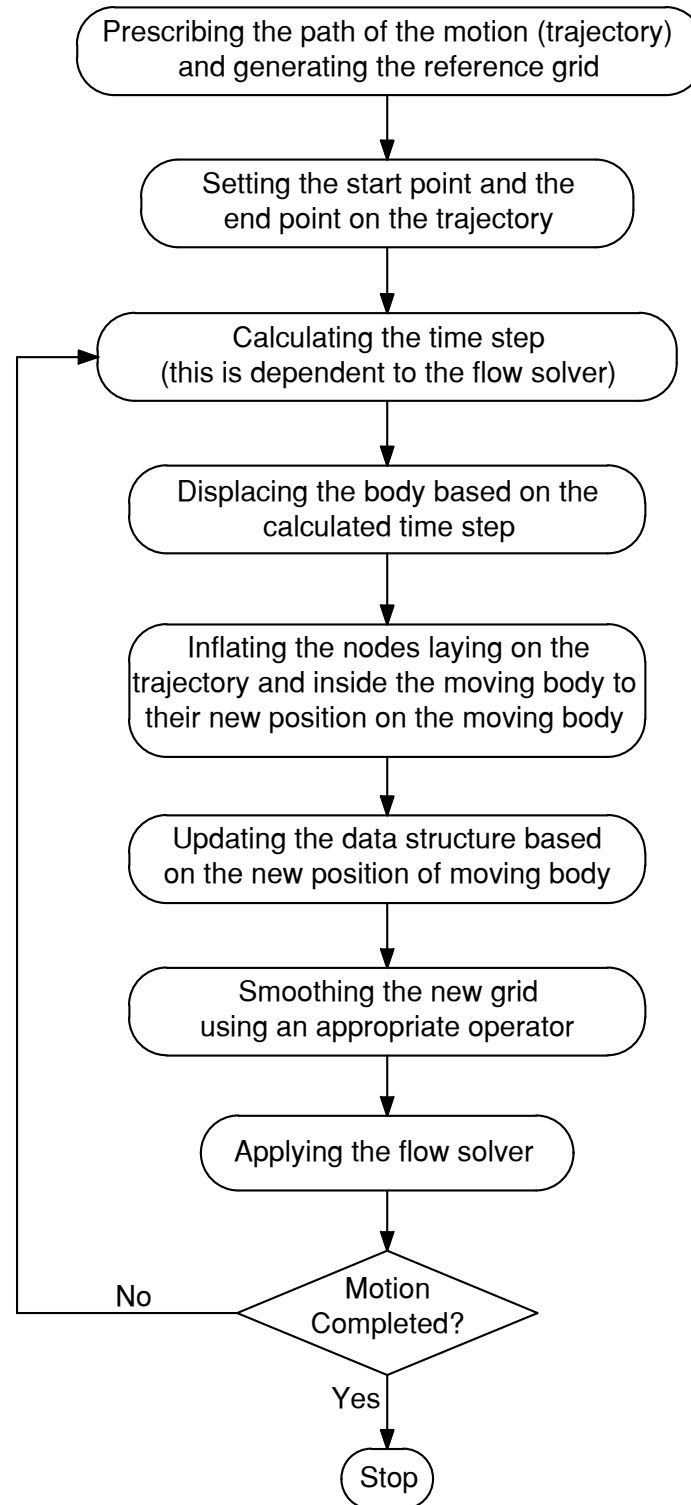 Prescribing the path of the motion (trajectory)
and generating the reference grid
Setting the start point and the
end point on the trajectory
Calculating the time step
(this is dependent to the flow solver)
Displacing the body based on the
calculated time step
Inflating the nodes laying on the
trajectory and inside the moving body to
their new position on the moving body
Updating the data structure based
on the new position of moving body
Smoothing the new grid
using an appropriate operator
Applying the flow solver
Motion
Completed?
No
Yes
Stop